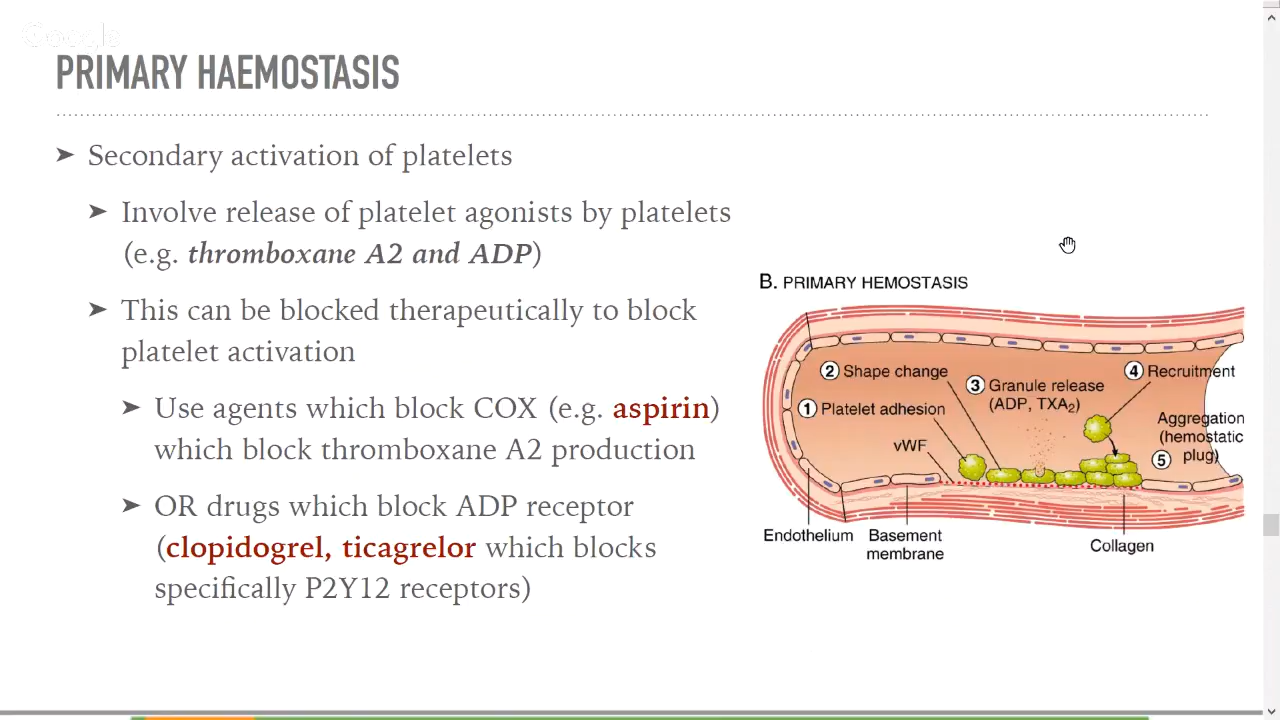 PRIMARY HAEMOSTASIS
➤ Secondary activation of platelets
➤ Involve release of platelet agonists by platelets
(e.g. thromboxane A2 and ADP)
➤ This can be blocked therapeutically to block
platelet activation
➤ Use agents which block COX (e.g. aspirin)
which block thromboxane A2 production
➤ OR drugs which block ADP receptor
(clopidogrel, ticagrelor which blocks
specifically P2Y12 receptors)
B. PRIMARY HEMOSTASIS
② Shape change
③ Granule release
(ADP, TXA₂)
④ Recruitment
① Platelet adhesion
vWF
Aggregation
(hemostatic
plug)
⑤
Endothelium
Basement
membrane
Collagen